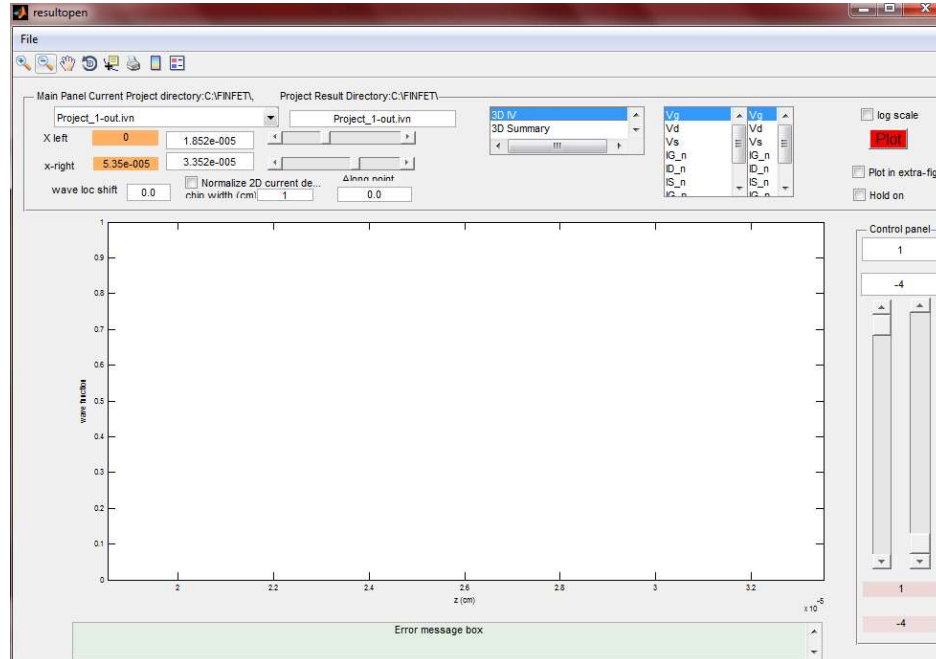 resultopen
File
Main Panel Current Project directory:C:\FINFET\, Project Result Directory:C:\FINFET\
Project_1-out.ivn
Project_1-out.ivn
X left 0 1.852e-005
x-right 5.35e-005 3.352e-005
wave loc shift 0.0
Normalize 2D current de...
chip width(cm) 1
Along point
0.0
3D IV
3D Summary
Vg
Vd
Vs
IG_n
ID_n
IS_n
Vg
Vd
Vs
IG_n
ID_n
IS_n
log scale
Plot
Plot in extra-fig
Hold on
Control panel
1
-4
1
-4
1
0.9
0.8
0.7
0.6
0.5
0.4
0.3
0.2
0.1
0
wave function
2 2.2 2.4 2.6 2.8 3 3.2
z (cm)
x 10^-5
Error message box